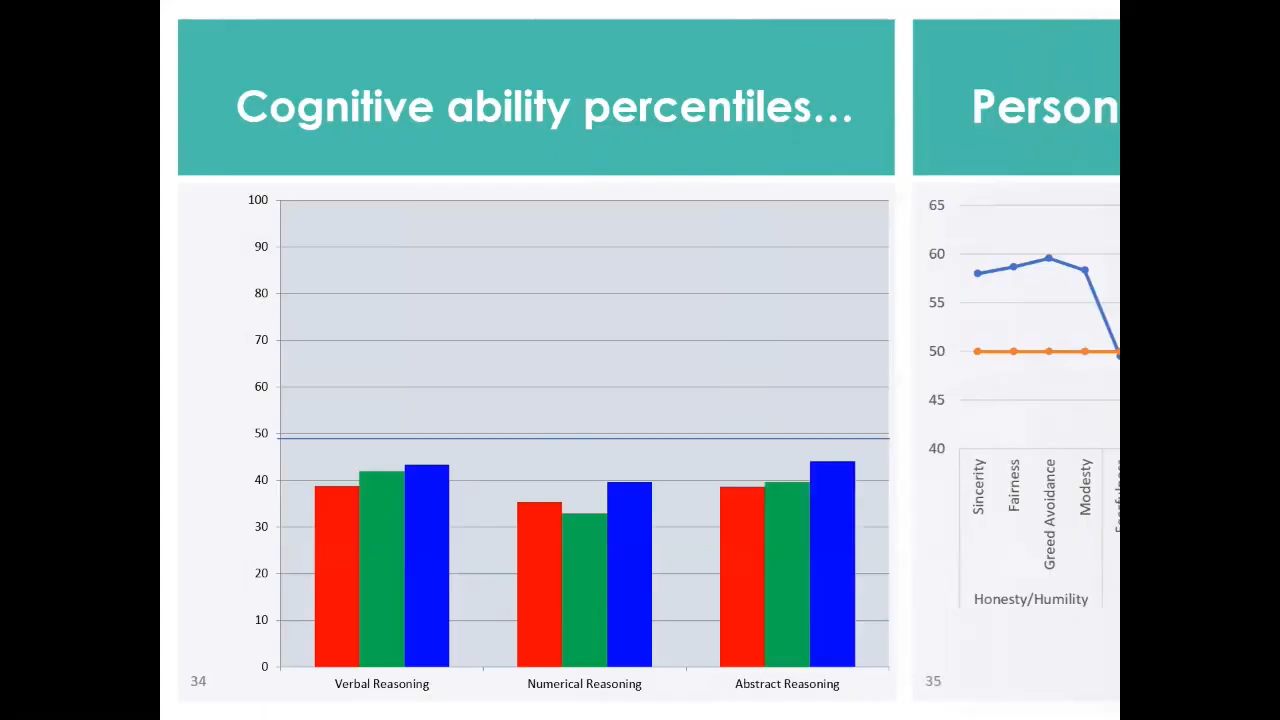 Cognitive ability percentiles...
100
90
80
70
60
50
40
30
20
10
0
Verbal Reasoning
Numerical Reasoning
Abstract Reasoning
34
Person
65
60
55
50
45
40
Sincerity
Fairness
Greed Avoidance
Modesty
Honesty/Humility
35